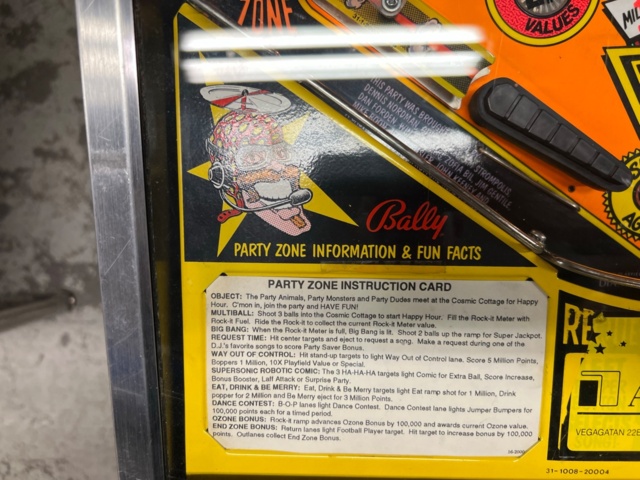 ZONE
VALUES
THIS PARTY WAS BROUGHT
DENNIS NORDMAN
DAN FORDEN
Bally
PARTY ZONE INFORMATION & FUN FACTS
PARTY ZONE INSTRUCTION CARD
OBJECT: The Party Animals, Party Monsters and Party Dudes meet at the Cosmic Cottage for Happy
Hour. C'mon in, join the party and HAVE FUN!
MULTIBALL: Shoot 3 balls into the Cosmic Cottage to start Happy Hour. Fill the Rock-it Meter with
Rock-it Fuel. Ride the Rock-it to collect the current Rock-it Meter value.
BIG BANG: When the Rock-it Meter is full, Big Bang is lit. Shoot 2 balls up the ramp for Super Jackpot.
REQUEST TIME: Hit center targets and eject to request a song. Make a request during one of the
D.J.'s favorite songs to score Party Saver Bonus.
WAY OUT OF CONTROL: Hit stand-up targets to light Way Out of Control lane. Score 5 Million Points,
Boppers 1 Million, 10X Playfield Value or Special.
SUPERSONIC ROBOTIC COMIC: The 3 HA-HA-HA targets light Comic for Extra Ball, Score Increase,
Bonus Booster, Laff Attack or Surprise Party.
EAT, DRINK & BE MERRY: Eat, Drink & Be Merry targets light Eat ramp shot for 1 Million, Drink
popper for 2 Million and Be Merry eject for 3 Million Points.
DANCE CONTEST: B-O-P lanes light Dance Contest. Dance Contest lane lights Jumper Bumpers for
100,000 points each for a timed period.
OZONE BONUS: Rock-it ramp advances Ozone Bonus by 100,000 and awards current Ozone value.
END ZONE BONUS: Return lanes light Football Player target. Hit target to increase bonus by 100,000
points. Outlanes collect End Zone Bonus.
VEGAGATAN 22B
31-1008-20004